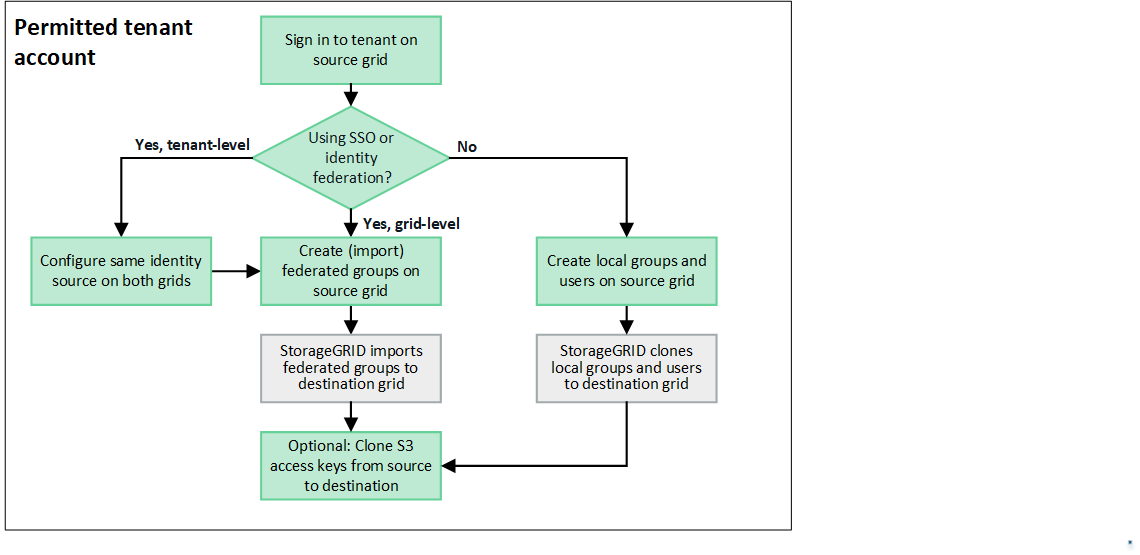 Permitted tenant
account
Sign in to tenant on
source grid
Using SSO or
identity
federation?
Yes, tenant-level
No
Yes, grid-level
Configure same identity
source on both grids
Create (import)
federated groups on
source grid
Create local groups and
users on source grid
StorageGRID imports
federated groups to
destination grid
StorageGRID clones
local groups and users
to destination grid
Optional: Clone S3
access keys from source
to destination